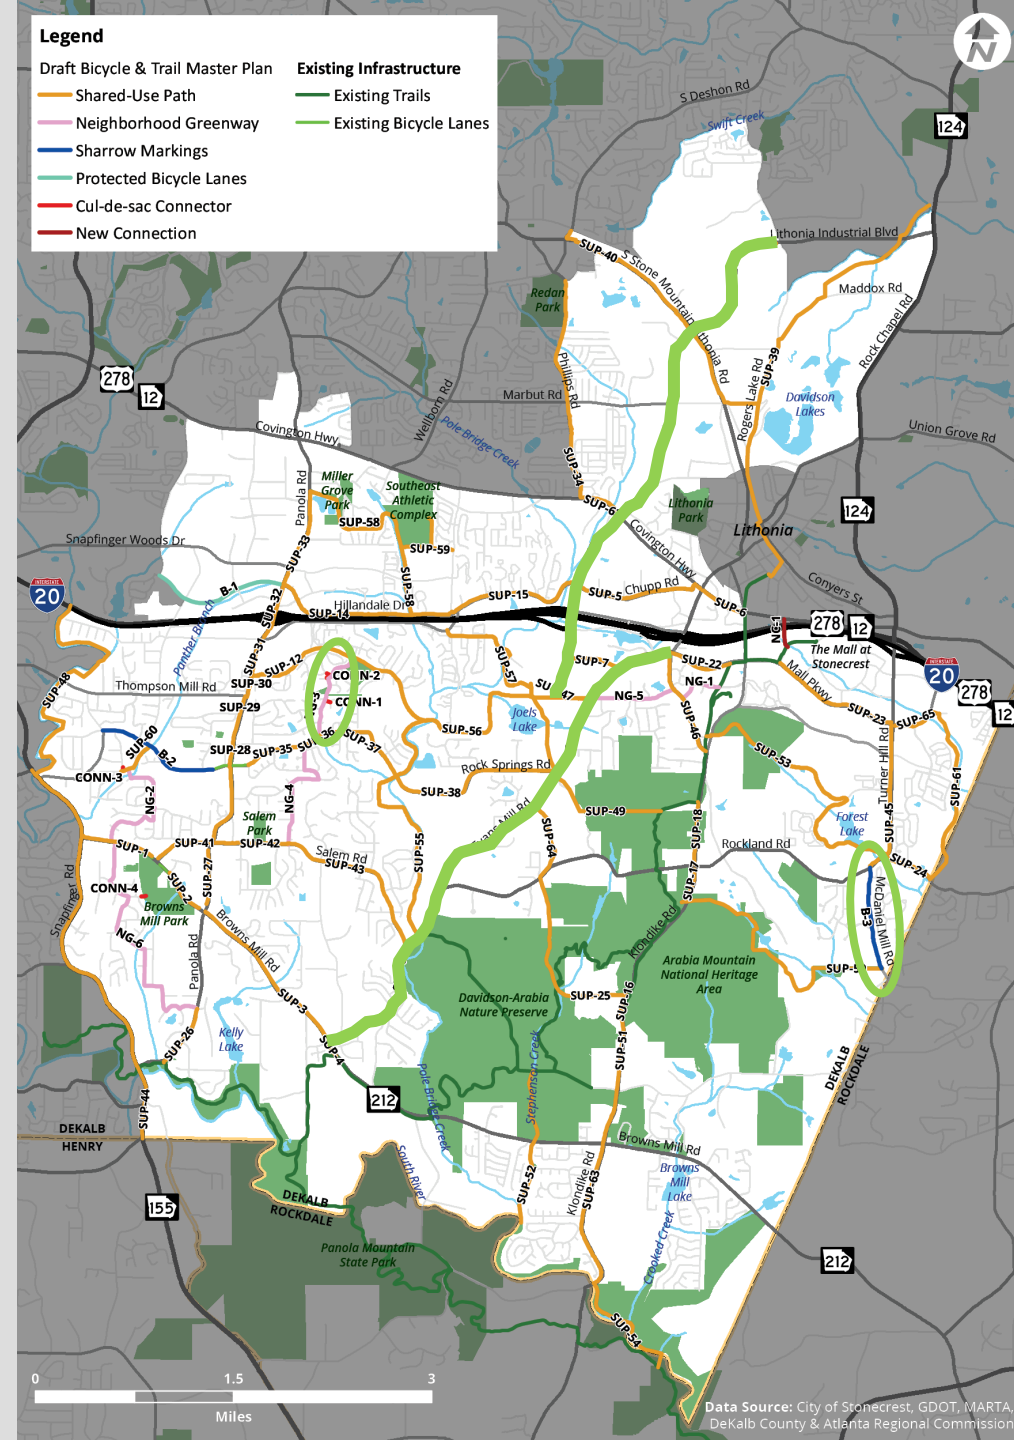 Legend
Draft Bicycle & Trail Master Plan
Shared-Use Path
Neighborhood Greenway
Sharrow Markings
Protected Bicycle Lanes
Cul-de-sac Connector
New Connection
Existing Infrastructure
Existing Trails
Existing Bicycle Lanes
N
S Deshon Rd
Swift Creek
124
Lithonia Industrial Blvd
SUP-40
S Stone Mountain
Lithonia Rd
Redan
Park
Maddox Rd
Rock Chapel Rd
SUP-39
Rogers Lake Rd
Phillips Rd
278
12
Marbut Rd
Davidson
Lakes
Wellborn Rd
Covington Hwy
Pole Bridge Creek
Union Grove Rd
SUP-34
Panola Rd
Miller
Grove
Park
Southeast
Athletic
Complex
SUP-6
Lithonia
Park
124
SUP-58
Lithonia
Covington Hwy
Snapfinger Woods Dr
SUP-33
SUP-59
SUP-58
INTERSTATE
20
B-1
SUP-32
Hillandale Dr
SUP-14
SUP-15
SUP-5
Chupp Rd
SUP-6
Conyers St
Panther Branch
NC-1
278
12
The Mall at
Stonecrest
SUP-31
SUP-12
SUP-57
SUP-7
SUP-22
INTERSTATE
20
278
12
SUP-48
Thompson Mill Rd
SUP-30
CONN-2
NG-1
Mall Pkwy
SUP-29
CONN-1
NG-5
SUP-23
SUP-65
Joels
Lake
SUP-56
SUP-46
SUP-60
B-2
SUP-28
SUP-35
SUP-37
SUP-53
Turner Hill Rd
CONN-3
Rock Springs Rd
SUP-61
NG-2
NG-4
SUP-38
SUP-49
Forest
Lake
SUP-45
Salem
Park
SUP-18
SUP-1
SUP-41
SUP-42
SUP-55
SUP-64
Rockland Rd
SUP-27
Salem Rd
SUP-43
SUP-17
SUP-24
CONN-4
SUP-2
Browns
Mill Park
McDaniel Mill Rd
B-3
Snapfinger Rd
NG-6
Browns Mill Rd
Panola Rd
Klondike Rd
Arabia Mountain
National Heritage
Area
SUP-3
Davidson-Arabia
Nature Preserve
SUP-25
SUP-16
SUP-26
Kelly
Lake
SUP-4
Stephenson Creek
SUP-51
DEKALB
ROCKDALE
Pole Bridge Creek
212
SUP-44
DEKALB
HENRY
Browns Mill Rd
South River
Klondike Rd
SUP-52
SUP-63
Browns
Mill
Lake
155
DEKALB
ROCKDALE
Crooked Creek
Panola Mountain
State Park
212
SUP-54
0
1.5
3
Miles
Data Source: City of Stonecrest, GDOT, MARTA,
DeKalb County & Atlanta Regional Commission